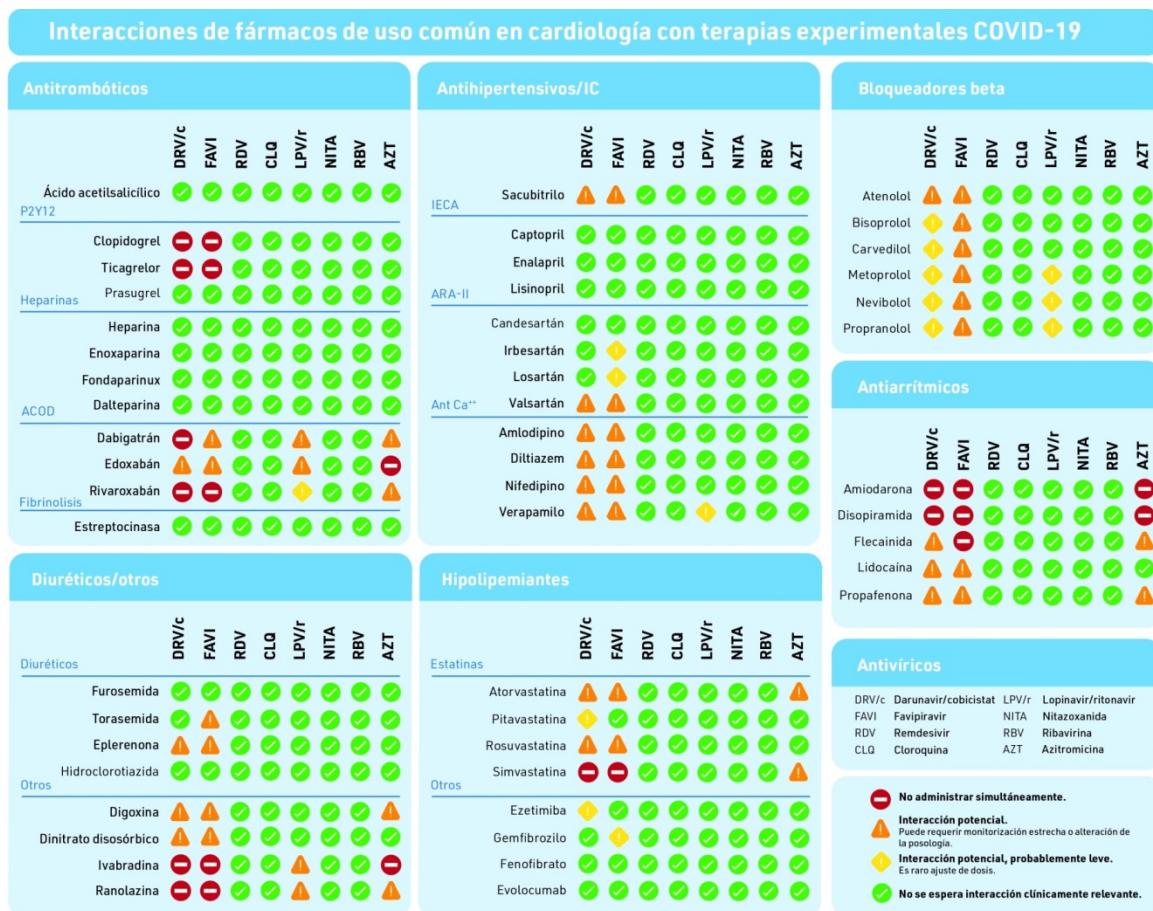 Interacciones de fármacos de uso común en cardiología con terapias experimentales COVID-19
Antitrombóticos
DRV/c FAVI RDV CLQ LPV/r NITA RBV AZT
Ácido acetilsalicílico
P2Y12
Clopidogrel
Ticagrelor
Prasugrel
Heparinas
Heparina
Enoxaparina
Fondaparinux
Dalteparina
ACOD
Dabigatrán
Edoxabán
Rivaroxabán
Fibrinolisis
Estreptocinasa
Antihipertensivos/IC
DRV/c FAVI RDV CLQ LPV/r NITA RBV AZT
Sacubitrilo
IECA
Captopril
Enalapril
Lisinopril
ARA-II
Candesartán
Irbesartán
Losartán
Valsartán
Ant Ca⁺⁺
Amlodipino
Diltiazem
Nifedipino
Verapamilo
Bloqueadores beta
DRV/c FAVI RDV CLQ LPV/r NITA RBV AZT
Atenolol
Bisoprolol
Carvedilol
Metoprolol
Nevibolol
Propranolol
Antiarrítmicos
DRV/c FAVI RDV CLQ LPV/r NITA RBV AZT
Amiodarona
Disopiramida
Flecainida
Lidocaína
Propafenona
Diuréticos/otros
DRV/c FAVI RDV CLQ LPV/r NITA RBV AZT
Diuréticos
Furosemida
Torasemida
Eplerenona
Hidroclorotiazida
Otros
Digoxina
Dinitrato disosórbico
Ivabradina
Ranolazina
Hipolipemiantes
DRV/c FAVI RDV CLQ LPV/r NITA RBV AZT
Estatinas
Atorvastatina
Pitavastatina
Rosuvastatina
Simvastatina
Otros
Ezetimiba
Gemfibrozilo
Fenofibrato
Evolocumab
Antivíricos
DRV/c Darunavir/cobicistat LPV/r Lopinavir/ritonavir
FAVI Favipiravir NITA Nitazoxanida
RDV Remdesivir RBV Ribavirina
CLQ Cloroquina AZT Azitromicina
No administrar simultáneamente.
Interacción potencial.
Puede requerir monitorización estrecha o alteración de
la posología.
Interacción potencial, probablemente leve.
Es raro ajuste de dosis.
No se espera interacción clínicamente relevante.